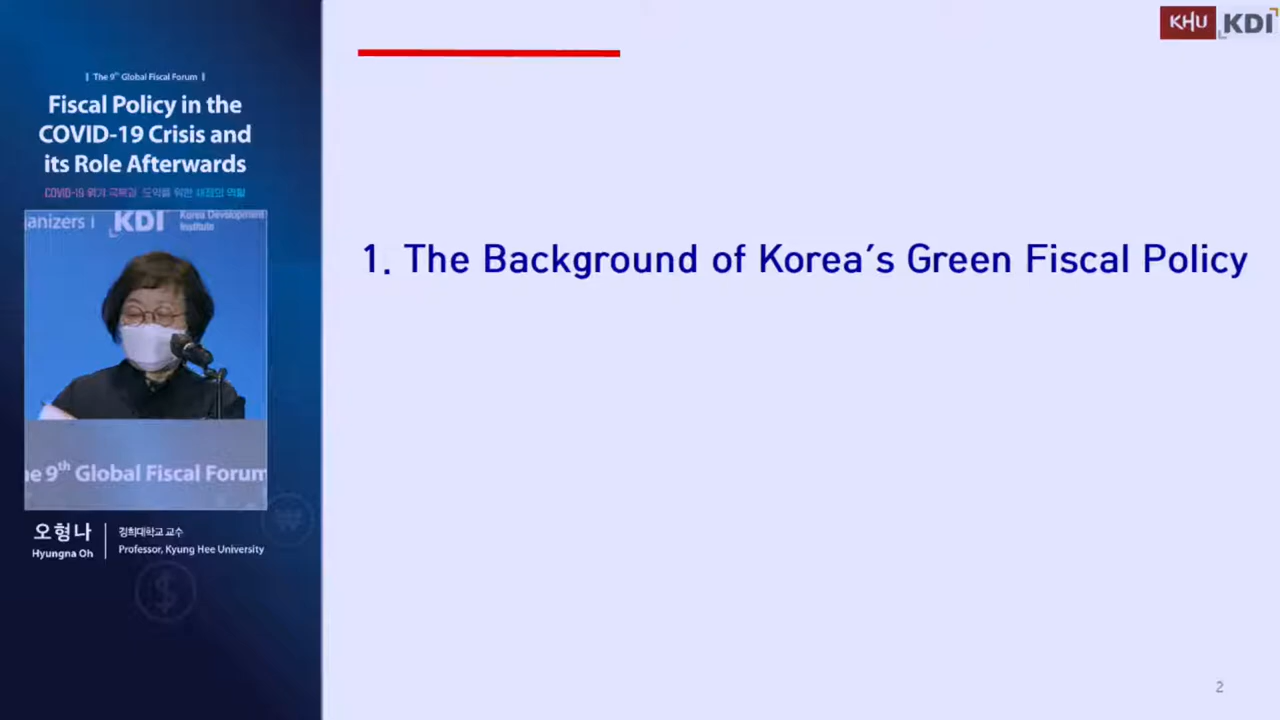 | The 9th Global Fiscal Forum |
Fiscal Policy in the
COVID-19 Crisis and
its Role Afterwards
COVID-19 위기 극복과 도약을 위한 재정의 역할
anizers |
KDI
Korea Development
Institute
he 9th Global Fiscal Forum
오형나
Hyungna Oh
경희대학교 교수
Professor, Kyung Hee University
KHU
KDI
1. The Background of Korea’s Green Fiscal Policy
2